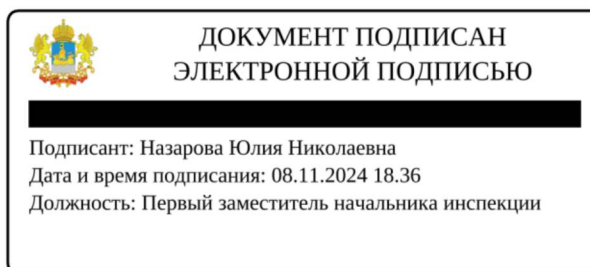 ДОКУМЕНТ ПОДПИСАН
ЭЛЕКТРОННОЙ ПОДПИСЬЮ
Подписант: Назарова Юлия Николаевна
Дата и время подписания: 08.11.2024 18.36
Должность: Первый заместитель начальника инспекции